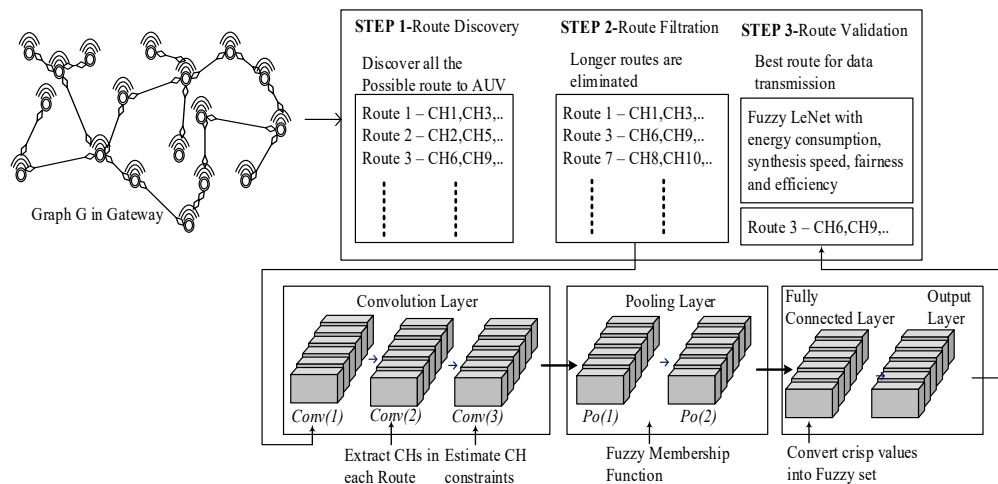 STEP 1-Route Discovery
Discover all the
Possible route to AUV
Route 1 – CH1,CH3,..
Route 2 – CH2,CH5,..
Route 3 – CH6,CH9,..
STEP 2-Route Filtration
Longer routes are
eliminated
Route 1 – CH1,CH3,..
Route 3 – CH6,CH9,..
Route 7 – CH8,CH10,..
STEP 3-Route Validation
Best route for data
transmission
Fuzzy LeNet with
energy consumption,
synthesis speed, fairness
and efficiency
Route 3 – CH6,CH9,..
Graph G in Gateway
Convolution Layer
Conv(1)
Conv(2)
Conv(3)
Extract CHs in
each Route
Estimate CH
constraints
Pooling Layer
Po(1)
Po(2)
Fuzzy Membership
Function
Fully
Connected Layer
Output
Layer
Convert crisp values
into Fuzzy set